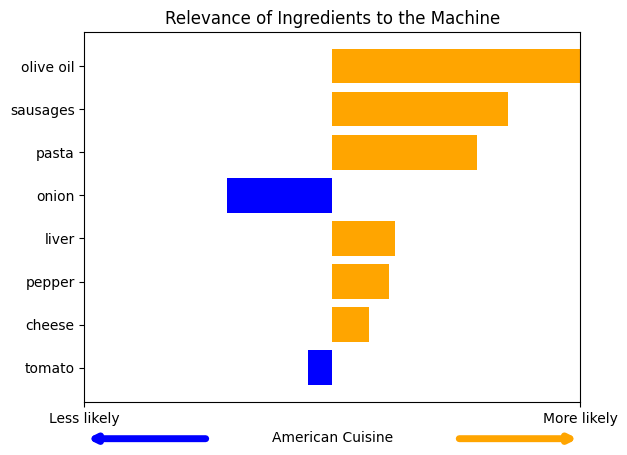 Relevance of Ingredients to the Machine
olive oil
sausages
pasta
onion
liver
pepper
cheese
tomato
Less likely More likely
American Cuisine